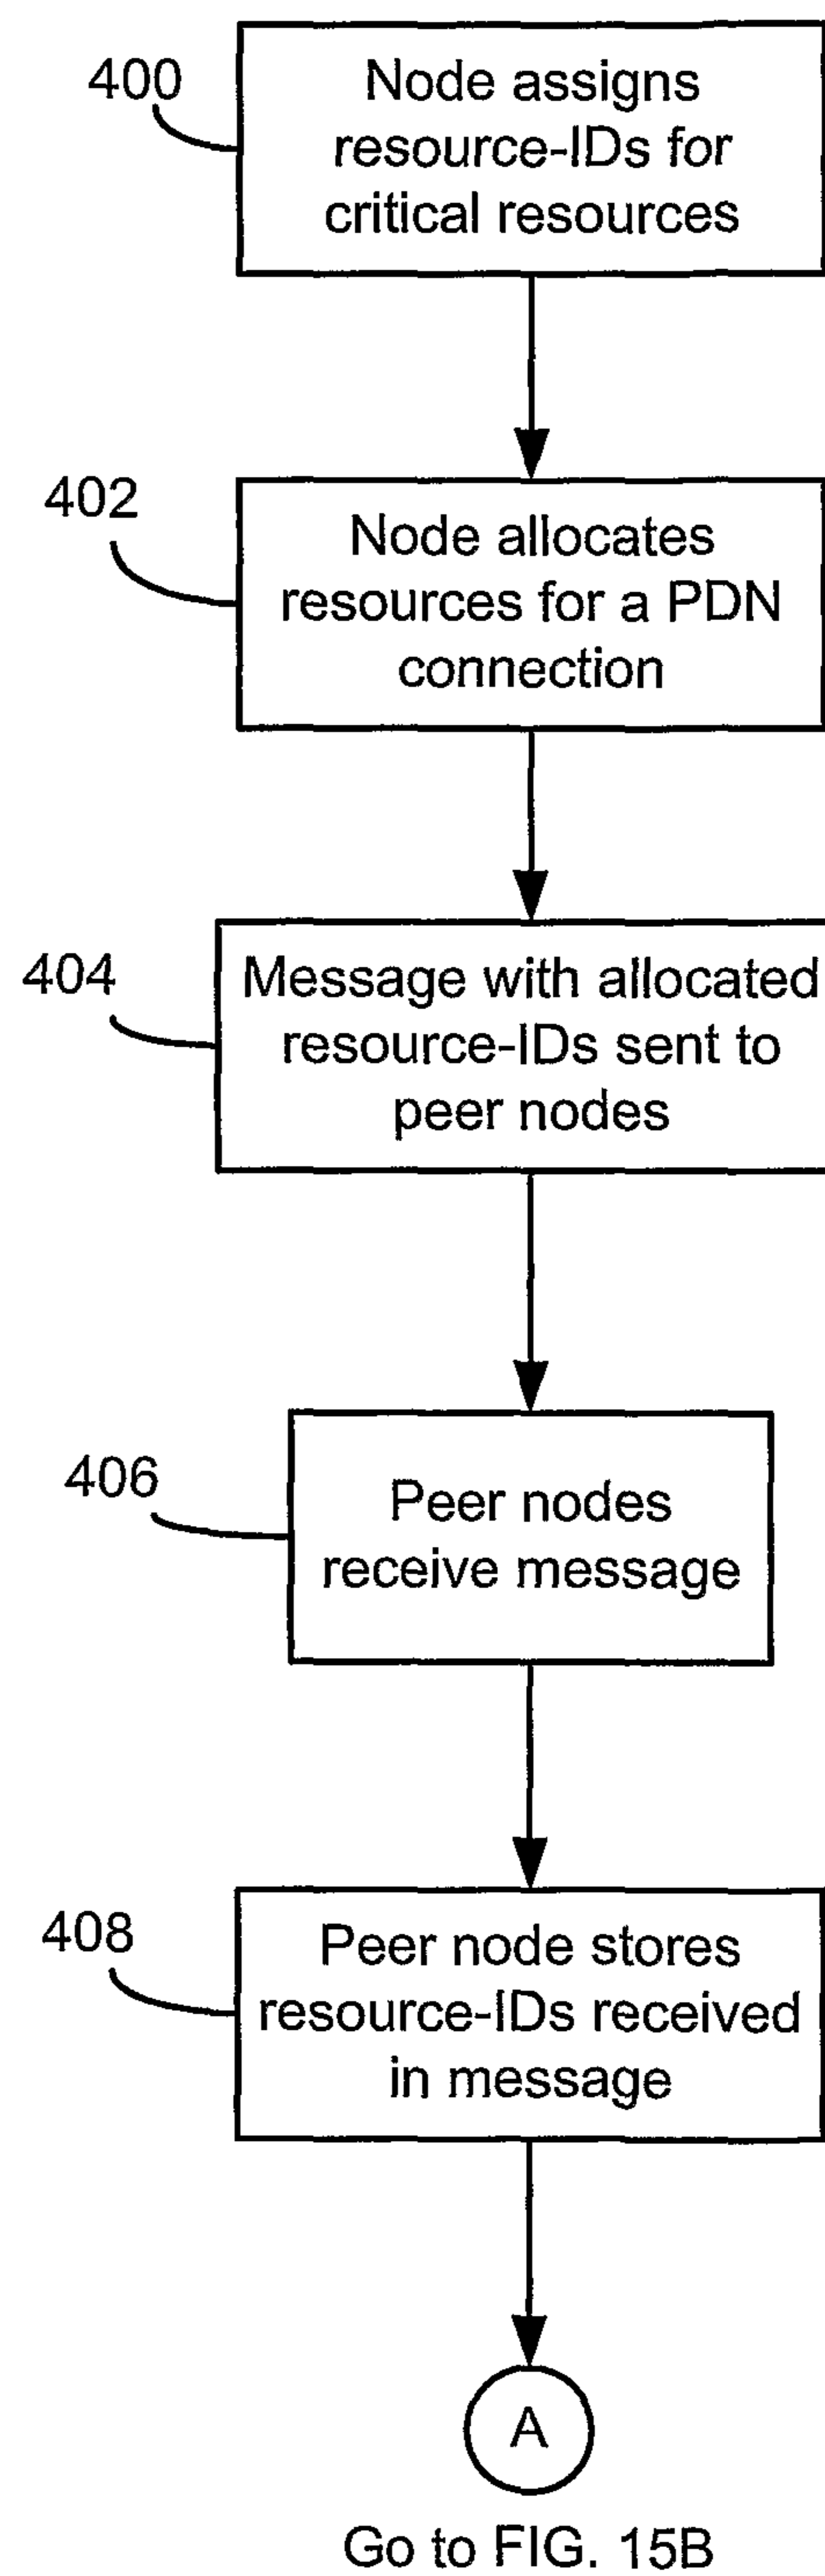 400
Node assigns
resource-IDs for
critical resources
402
Node allocates
resources for a PDN
connection
404
Message with allocated
resource-IDs sent to
peer nodes
406
Peer nodes
receive message
408
Peer node stores
resource-IDs received
in message
A
Go to FIG. 15B